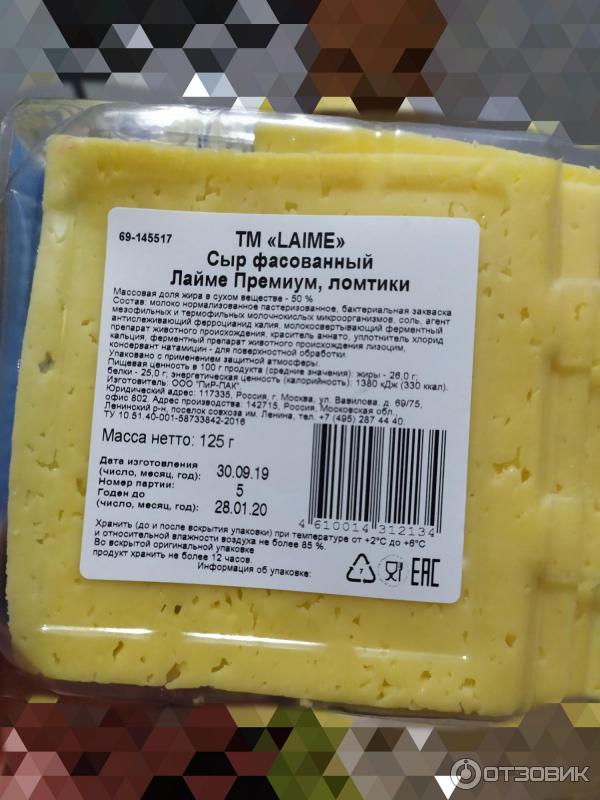 69-145517
ТМ «LAIME»
Сыр фасованный
Лайме Премиум, ломтики
Массовая доля жира в сухом веществе - 50 %
Состав: молоко нормализованное пастеризованное, бактериальная закваска
мезофильных и термофильных молочнокислых микроорганизмов, соль, агент
антислеживающий ферроцианид калия, молокосвертывающий ферментный
препарат животного происхождения, краситель аннато, уплотнитель хлорид
кальция, ферментный препарат животного происхождения лизоцим,
консервант натамицин - для поверхностной обработки.
Упаковано с применением защитной атмосферы.
Пищевая ценность в 100 г продукта (средние значения): жиры - 26,0 г;
белки - 25,0 г, энергетическая ценность (калорийность): 1380 кДж (330 ккал).
Изготовитель: ООО "ПиР-ПАК"
Юридический адрес: 117335, Россия, г. Москва, ул. Вавилова, д. 69/75,
офис 802. Адрес производства: 142715, Россия, Московская обл.,
Ленинский р-н, поселок совхоза им. Ленина, тел. +7 (495) 287 44 40
ТУ 10.51.40-001-58733842-2016
Масса нетто: 125 г
Дата изготовления
(число, месяц, год): 30.09.19
Номер партии: 5
Годен до
(число, месяц, год): 28.01.20
4 610014 312134
Хранить (до и после вскрытия упаковки) при температуре от +2°С до +6°С
и относительной влажности воздуха не более 85 %.
Во вскрытой оригинальной упаковке
продукт хранить не более 12 часов.
Информация об упаковке:
7
ЕАС
ОТЗОВИК